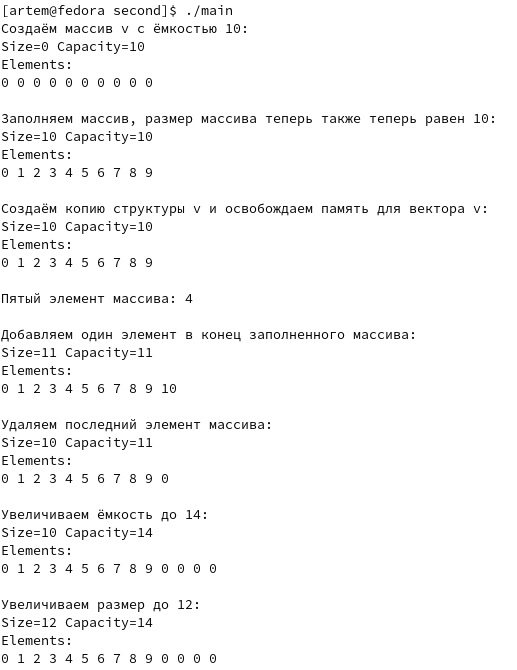 [artem@fedora second]$ ./main
Создаём массив v с ёмкостью 10:
Size=0 Capacity=10
Elements:
0 0 0 0 0 0 0 0 0 0
Заполняем массив, размер массива теперь также теперь равен 10:
Size=10 Capacity=10
Elements:
0 1 2 3 4 5 6 7 8 9
Создаём копию структуры v и освобождаем память для вектора v:
Size=10 Capacity=10
Elements:
0 1 2 3 4 5 6 7 8 9
Пятый элемент массива: 4
Добавляем один элемент в конец заполненного массива:
Size=11 Capacity=11
Elements:
0 1 2 3 4 5 6 7 8 9 10
Удаляем последний элемент массива:
Size=10 Capacity=11
Elements:
0 1 2 3 4 5 6 7 8 9 0
Увеличиваем ёмкость до 14:
Size=10 Capacity=14
Elements:
0 1 2 3 4 5 6 7 8 9 0 0 0 0
Увеличиваем размер до 12:
Size=12 Capacity=14
Elements:
0 1 2 3 4 5 6 7 8 9 0 0 0 0